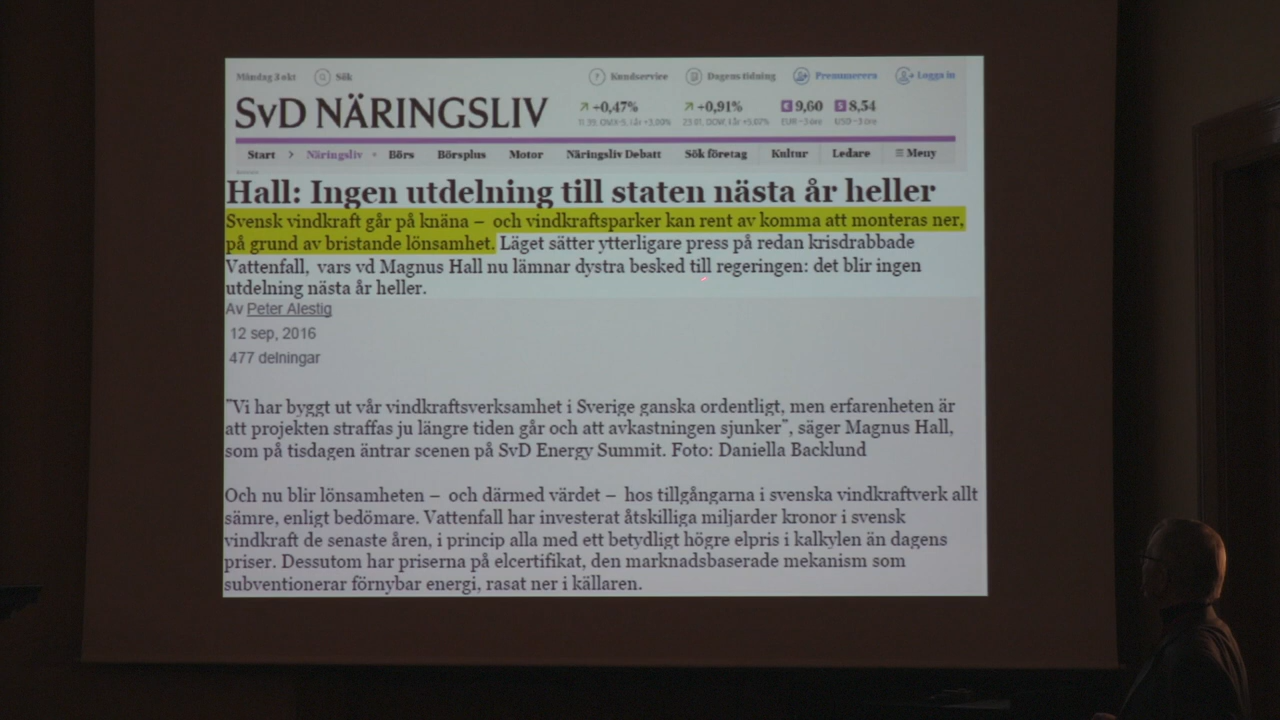 Måndag 3 okt
Sök
Kundservice
Dagens tidning
Prenumerera
Logga in
SvD NÄRINGSLIV
+0,47%
+0,91%
€ 9,60
$ 8,54
Start > Näringsliv Börs Börsplus Motor Näringsliv Debatt Sök företag Kultur Ledare Meny
Hall: Ingen utdelning till staten nästa år heller
Svensk vindkraft går på knäna – och vindkraftsparker kan rent av komma att monteras ner,
på grund av bristande lönsamhet. Läget sätter ytterligare press på redan krisdrabbade
Vattenfall, vars vd Magnus Hall nu lämnar dystra besked till regeringen: det blir ingen
utdelning nästa år heller.
Av Peter Alestig
12 sep, 2016
477 delningar
"Vi har byggt ut vår vindkraftsverksamhet i Sverige ganska ordentligt, men erfarenheten är
att projekten straffas ju längre tiden går och att avkastningen sjunker", säger Magnus Hall,
som på tisdagen äntrar scenen på SvD Energy Summit. Foto: Daniella Backlund
Och nu blir lönsamheten – och därmed värdet – hos tillgångarna i svenska vindkraftverk allt
sämre, enligt bedömare. Vattenfall har investerat åtskilliga miljarder kronor i svensk
vindkraft de senaste åren, i princip alla med ett betydligt högre elpris i kalkylen än dagens
priser. Dessutom har priserna på elcertifikat, den marknadsbaserade mekanism som
subventionerar förnybar energi, rasat ner i källaren.